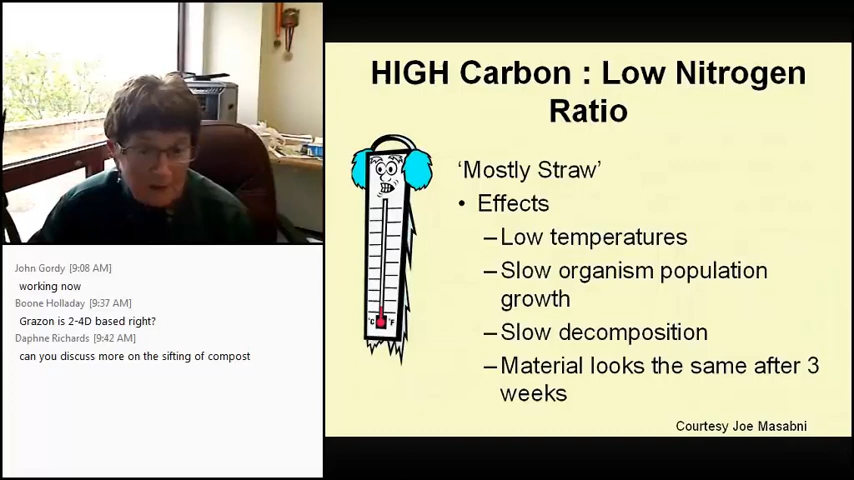 HIGH Carbon : Low Nitrogen
Ratio
'Mostly Straw'
• Effects
–Low temperatures
–Slow organism population
growth
–Slow decomposition
–Material looks the same after 3
weeks
°C °F
Courtesy Joe Masabni
John Gordy [9:08 AM]
working now
Boone Holladay [9:37 AM]
Grazon is 2-4D based right?
Daphne Richards [9:42 AM]
can you discuss more on the sifting of compost